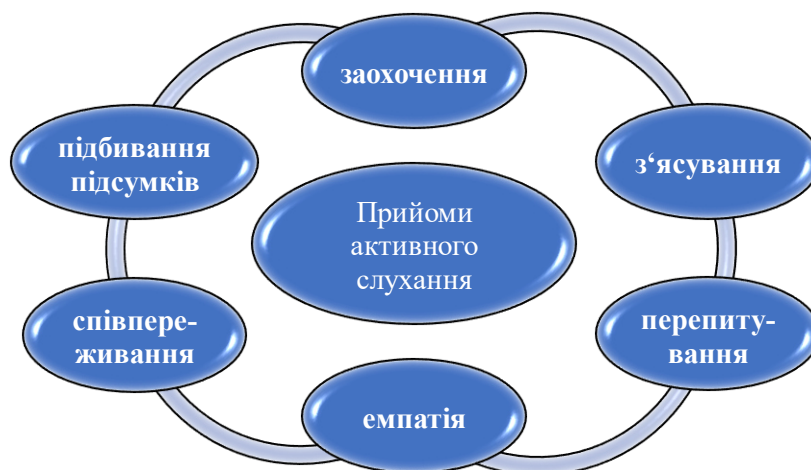 заохочення
підбивання
підсумків
з‘ясування
Прийоми
активного
слухання
співпере-
живання
перепиту-
вання
емпатія